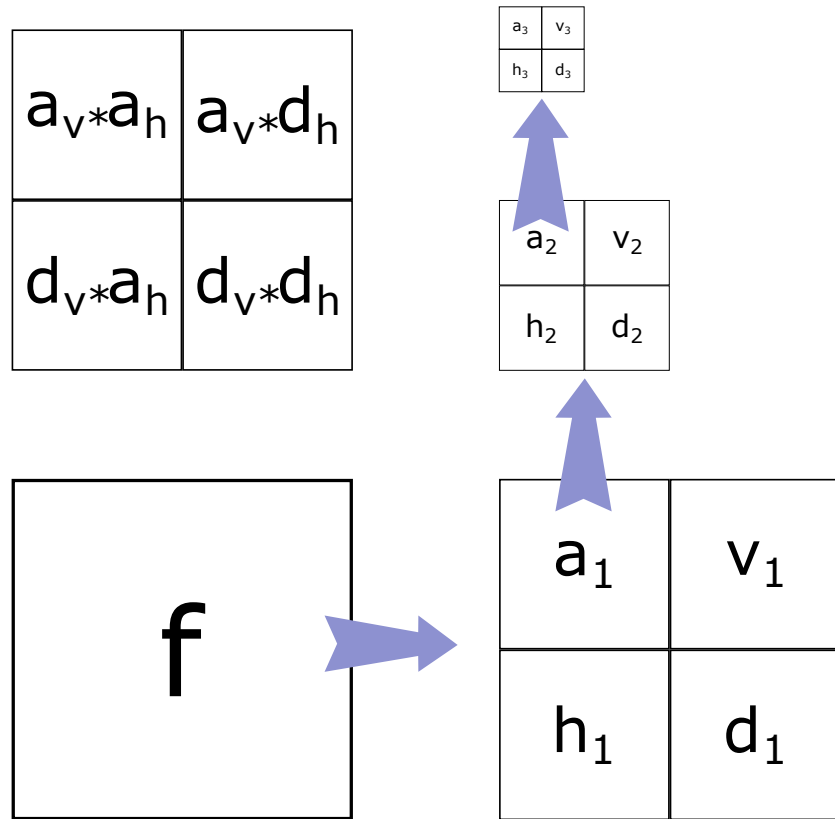 aᵥ*aₕ aᵥ*dₕ
dᵥ*aₕ dᵥ*dₕ
a₃ v₃
h₃ d₃
a₂ v₂
h₂ d₂
f
a₁ v₁
h₁ d₁